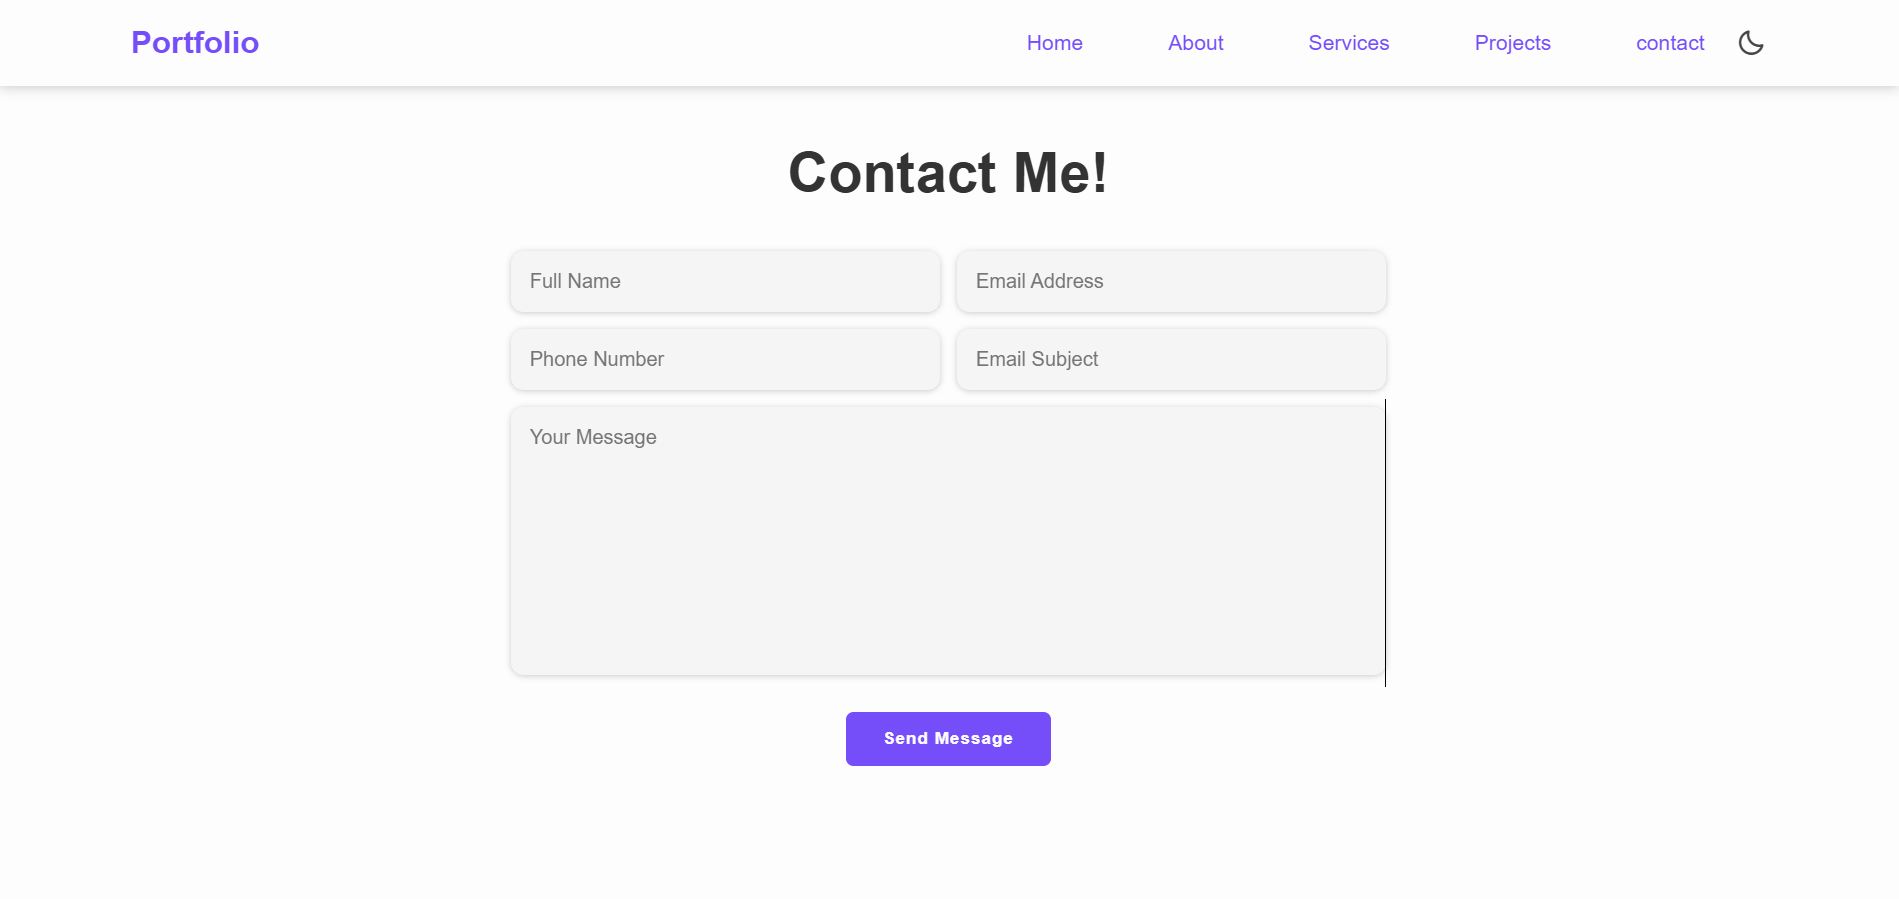 Portfolio
Home About Services Projects contact
Contact Me!
Full Name
Email Address
Phone Number
Email Subject
Your Message
Send Message